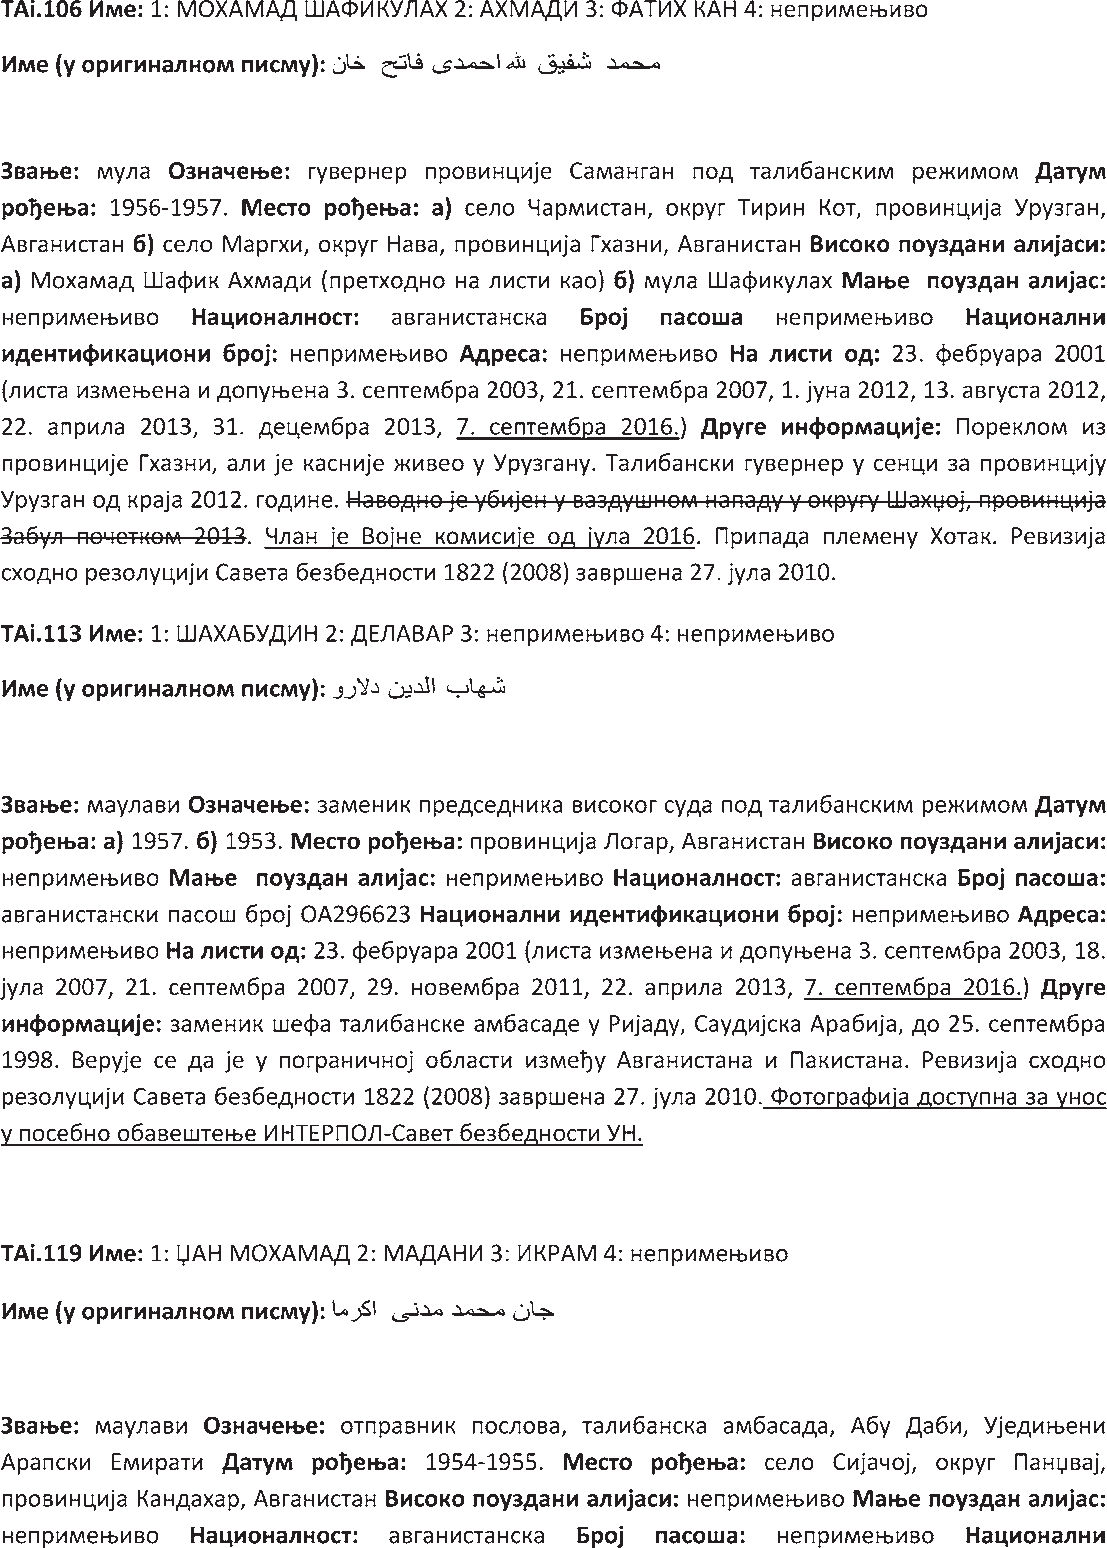 TAi.106 Име: 1: МОХАМАД ШАФИКУЛАХ 2: АХМАДИ 3: ФАТИХ КАН 4: непримењиво
Име (у оригиналном писму): محمد شفیق لله احمدی فاتح خان
Звање: мула Означење: гувернер провинције Саманган под талибанским режимом Датум
рођења: 1956-1957. Место рођења: а) село Чармистан, округ Тирин Кот, провинција Урузган,
Авганистан б) село Маргхи, округ Нава, провинција Гхазни, Авганистан Високо поуздани алијаси:
а) Мохамад Шафик Ахмади (претходно на листи као) б) мула Шафикулах Мање поуздан алијас:
непримењиво Националност: авганистанска Број пасоша непримењиво Национални
идентификациони број: непримењиво Адреса: непримењиво На листи од: 23. фебруара 2001
(листа измењена и допуњена 3. септембра 2003, 21. септембра 2007, 1. јуна 2012, 13. августа 2012,
22. априла 2013, 31. децембра 2013, 7. септембра 2016.) Друге информације: Пореклом из
провинције Гхазни, али је касније живео у Урузгану. Талибански гувернер у сенци за провинцију
Урузган од краја 2012. године. Наводно је убијен у ваздушном нападу у округу Шахџој, провинција
Забул почетком 2013. Члан је Војне комисије од јула 2016. Припада племену Хотак. Ревизија
сходно резолуцији Савета безбедности 1822 (2008) завршена 27. јула 2010.
TAi.113 Име: 1: ШАХАБУДИН 2: ДЕЛАВАР 3: непримењиво 4: непримењиво
Име (у оригиналном писму): شهاب الدین دلارو
Звање: маулави Означење: заменик председника високог суда под талибанским режимом Датум
рођења: а) 1957. б) 1953. Место рођења: провинција Логар, Авганистан Високо поуздани алијаси:
непримењиво Мање поуздан алијас: непримењиво Националност: авганистанска Број пасоша:
авганистански пасош број ОА296623 Национални идентификациони број: непримењиво Адреса:
непримењиво На листи од: 23. фебруара 2001 (листа измењена и допуњена 3. септембра 2003, 18.
јула 2007, 21. септембра 2007, 29. новембра 2011, 22. априла 2013, 7. септембра 2016.) Друге
информације: заменик шефа талибанске амбасаде у Ријаду, Саудијска Арабија, до 25. септембра
1998. Верује се да је у пограничној области између Авганистана и Пакистана. Ревизија сходно
резолуцији Савета безбедности 1822 (2008) завршена 27. јула 2010. Фотографија доступна за унос
у посебно обавештење ИНТЕРПОЛ-Савет безбедности УН.
TAi.119 Име: 1: ЏАН МОХАМАД 2: МАДАНИ 3: ИКРАМ 4: непримењиво
Име (у оригиналном писму): جان محمد مدنی اکرما
Звање: маулави Означење: отправник послова, талибанска амбасада, Абу Даби, Уједињени
Арапски Емирати Датум рођења: 1954-1955. Место рођења: село Сијачој, округ Панџвај,
провинција Кандахар, Авганистан Високо поуздани алијаси: непримењиво Мање поуздан алијас:
непримењиво Националност: авганистанска Број пасоша: непримењиво Национални